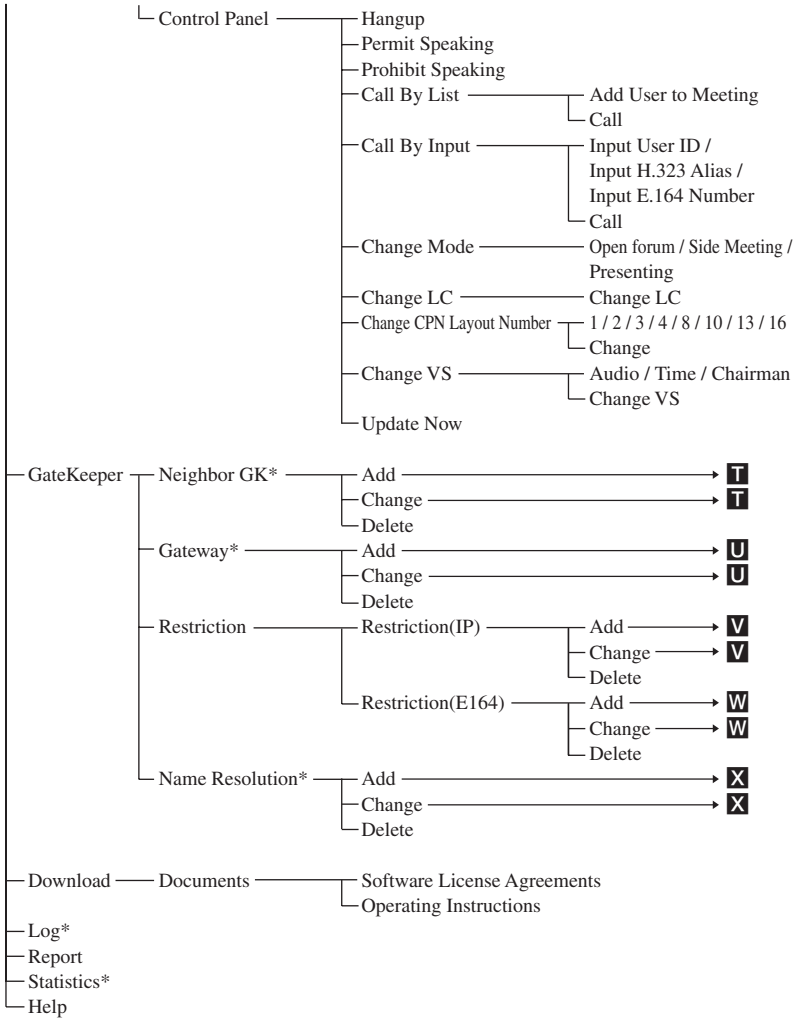 Control Panel Hangup
Permit Speaking
Prohibit Speaking
Call By List Add User to Meeting
Call
Call By Input Input User ID /
Input H.323 Alias /
Input E.164 Number
Call
Change Mode Open forum / Side Meeting /
Presenting
Change LC Change LC
Change CPN Layout Number 1 / 2 / 3 / 4 / 8 / 10 / 13 / 16
Change
Change VS Audio / Time / Chairman
Change VS
Update Now
GateKeeper Neighbor GK* Add T
Change T
Delete
Gateway* Add U
Change U
Delete
Restriction Restriction(IP) Add V
Change V
Delete
Restriction(E164) Add W
Change W
Delete
Name Resolution* Add X
Change X
Delete
Download Documents Software License Agreements
Operating Instructions
Log*
Report
Statistics*
Help